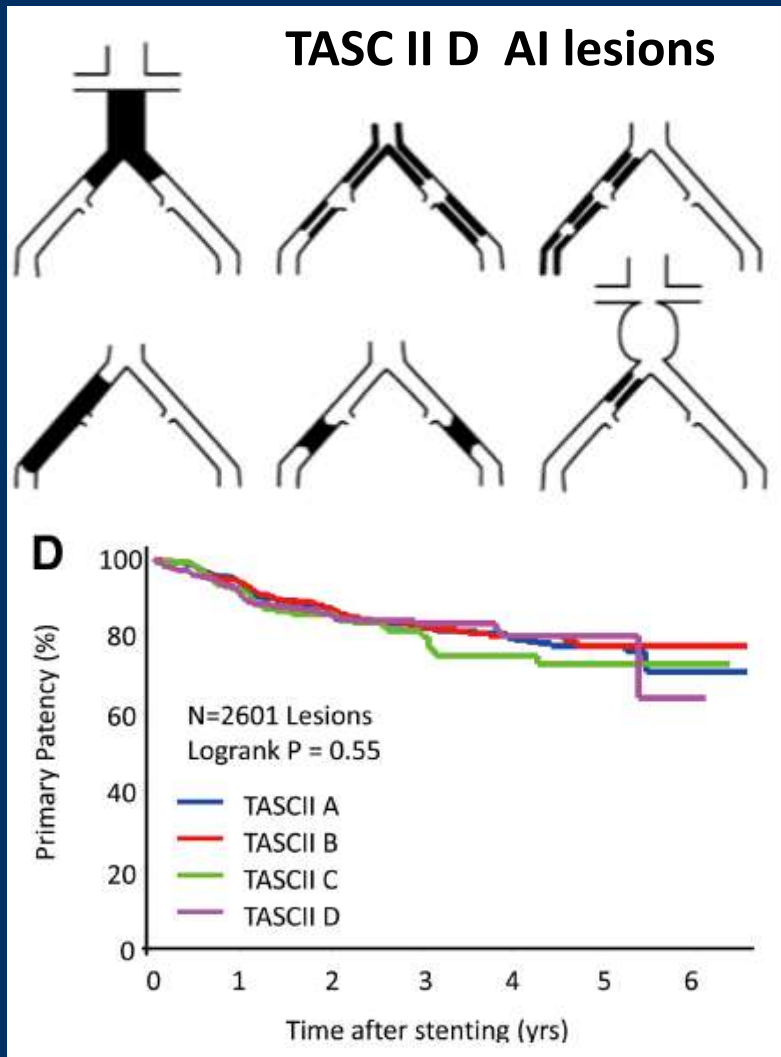 TASC II D AI lesions
D
100
80
60
40
20
0
Primary Patency (%)
N=2601 Lesions
Logrank P = 0.55
TASCII A
TASCII B
TASCII C
TASCII D
0 1 2 3 4 5 6
Time after stenting (yrs)